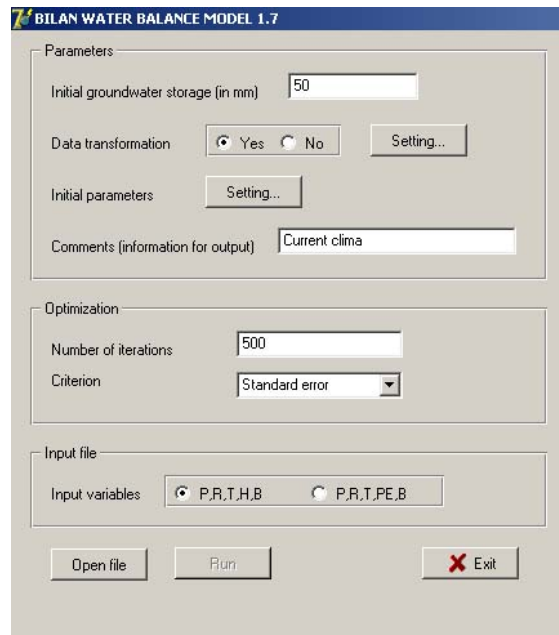 BILAN WATER BALANCE MODEL 1.7
Parameters
Initial groundwater storage (in mm) 50
Data transformation Yes No Setting...
Initial parameters Setting...
Comments (information for output) Current clima
Optimization
Number of iterations 500
Criterion Standard error
Input file
Input variables P,R,T,H,B P,R,T,PE,B
Open file Run Exit